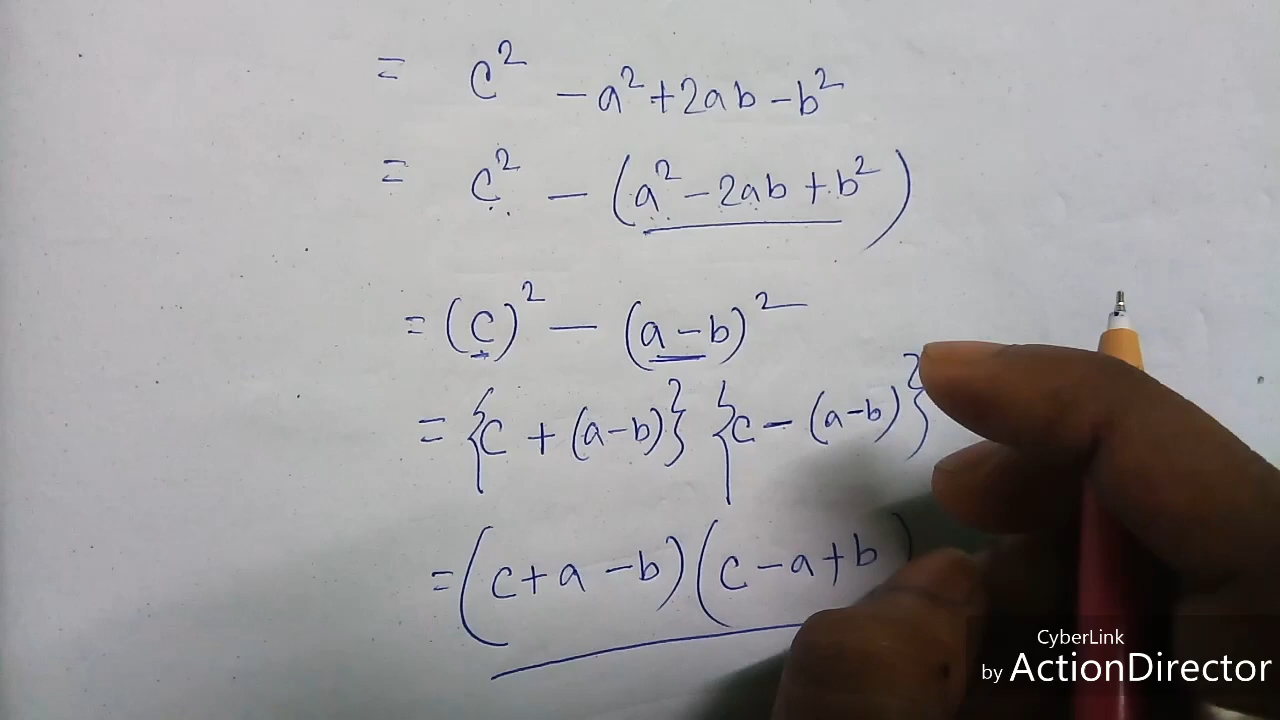 = c² - a² + 2ab - b²
= c² - (a² - 2ab + b²)
= (c)² - (a - b)²
= {c + (a-b)} {c - (a-b)}
= (c + a - b) (c - a + b)
CyberLink
by ActionDirector